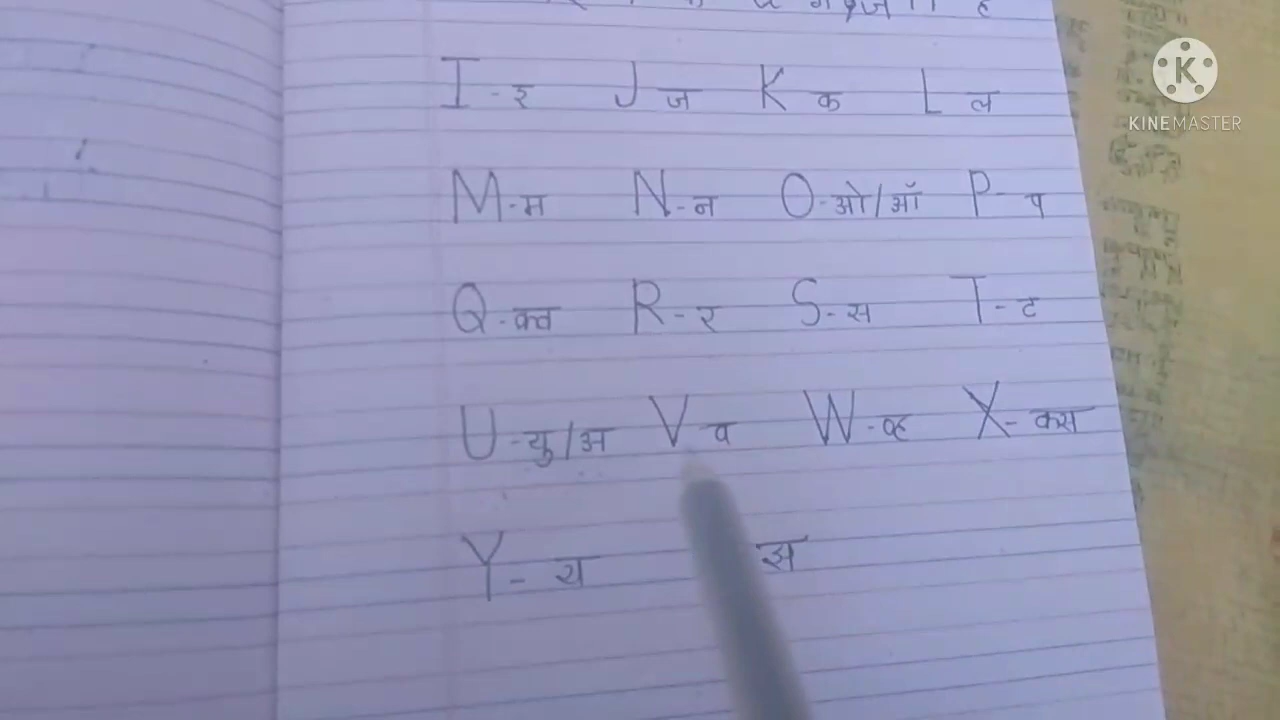 I - इ J ज K क L ल
M - म N - न O - ओ/ऑ P - प
Q - क्व R - र S - स T - ट
U - यु/अ V व W - व्ह X - क्स
Y - य झ
KINEMASTER